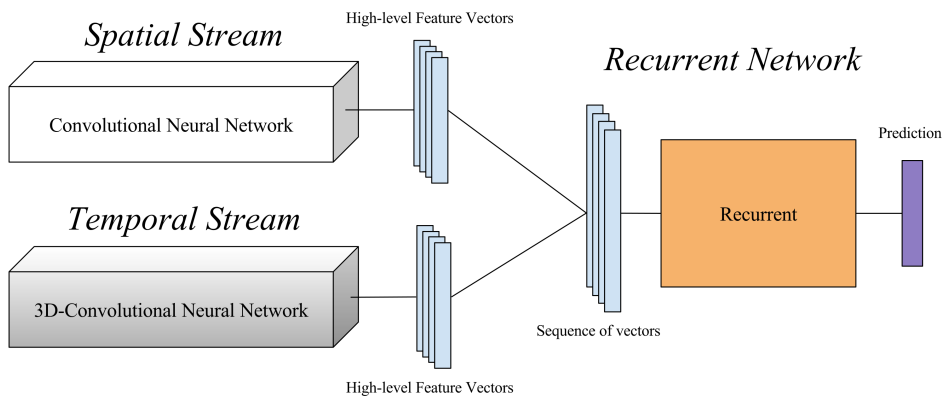 High-level Feature Vectors
Spatial Stream
Recurrent Network
Convolutional Neural Network
Prediction
Temporal Stream
Recurrent
3D-Convolutional Neural Network
Sequence of vectors
High-level Feature Vectors